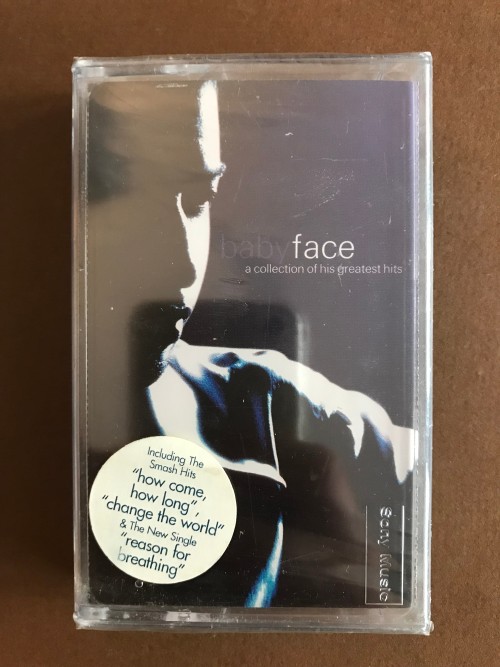 babyface
a collection of his greatest hits
Including The
Smash Hits
"how come,
how long",
"change the world"
& The New Single
"reason for
breathing"
Sony Music